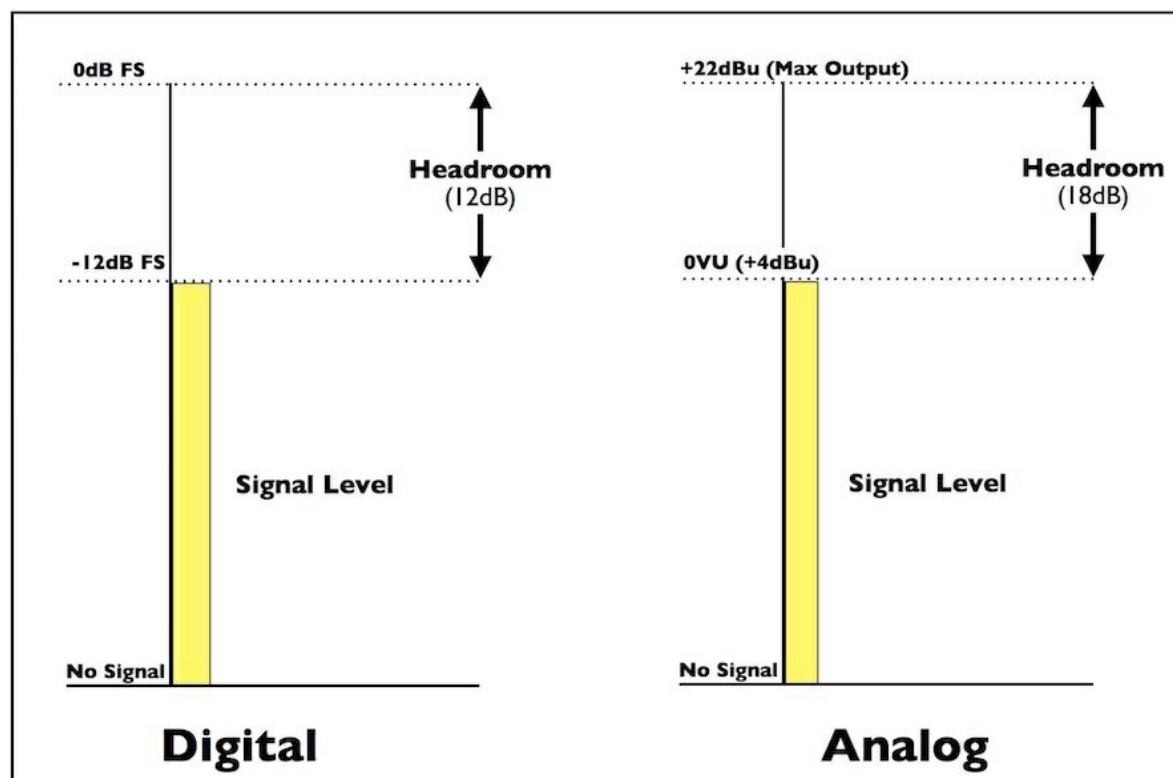 0dB FS
Headroom
(12dB)
-12dB FS
Signal Level
No Signal
Digital
+22dBu (Max Output)
Headroom
(18dB)
0VU (+4dBu)
Signal Level
No Signal
Analog